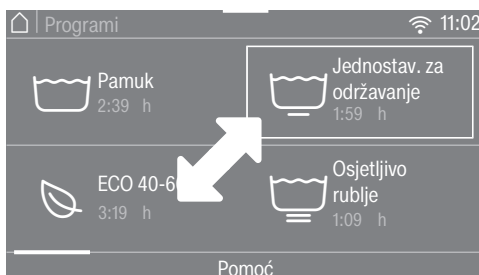 Programi 11:02
Pamuk
2:39 h
Jednostav. za
održavanje
1:59 h
ECO 40-6
3:19 h
Osjetljivo
rublje
1:09 h
Pomoć